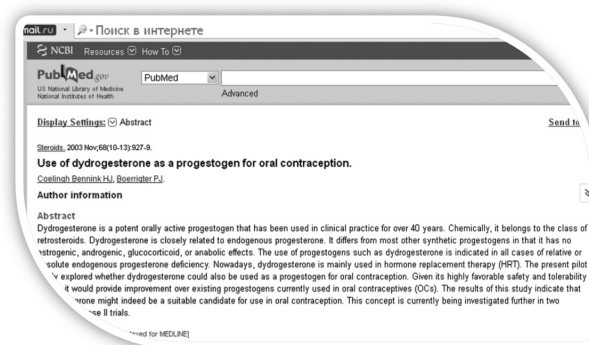 mail.ru Поиск в интернете
NCBI Resources How To
PubMed.gov
US National Library of Medicine
National Institutes of Health
PubMed
Advanced
Display Settings: Abstract
Send to
Steroids. 2003 Nov;68(10-13):927-9.
Use of dydrogesterone as a progestogen for oral contraception.
Coelingh Bennink HJ, Boerrigter PJ.
Author information
Abstract
Dydrogesterone is a potent orally active progestogen that has been used in clinical practice for over 40 years. Chemically, it belongs to the class of
retrosteroids. Dydrogesterone is closely related to endogenous progesterone. It differs from most other synthetic progestogens in that it has no
estrogenic, androgenic, glucocorticoid, or anabolic effects. The use of progestogens such as dydrogesterone is indicated in all cases of relative or
absolute endogenous progesterone deficiency. Nowadays, dydrogesterone is mainly used in hormone replacement therapy (HRT). The present pilot
explored whether dydrogesterone could also be used as a progestogen for oral contraception. Given its highly favorable safety and tolerability
it would provide improvement over existing progestogens currently used in oral contraceptives (OCs). The results of this study indicate that
erone might indeed be a suitable candidate for use in oral contraception. This concept is currently being investigated further in two
se II trials.
exed for MEDLINE]